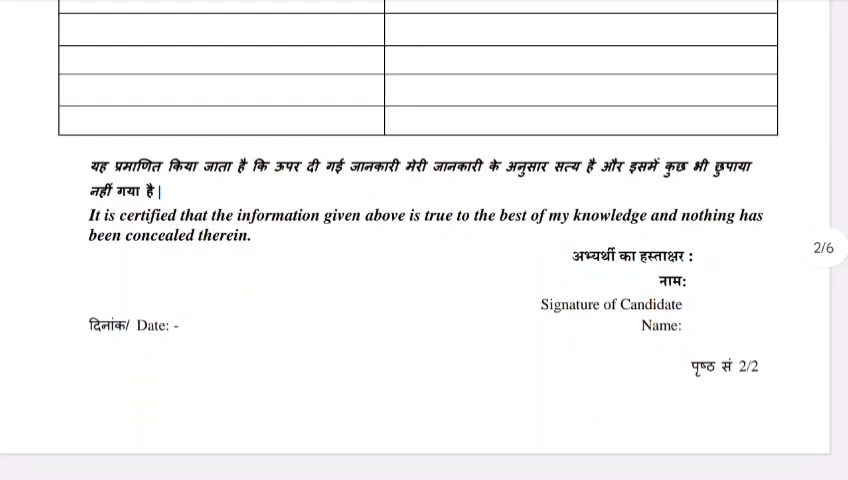 यह प्रमाणित किया जाता है कि ऊपर दी गई जानकारी मेरी जानकारी के अनुसार सत्य है और इसमें कुछ भी छुपाया
नहीं गया है|
It is certified that the information given above is true to the best of my knowledge and nothing has
been concealed therein.
अभ्यर्थी का हस्ताक्षर :
2/6
नाम:
Signature of Candidate
दिनांक/ Date: - Name:
पृष्ठ सं 2/2